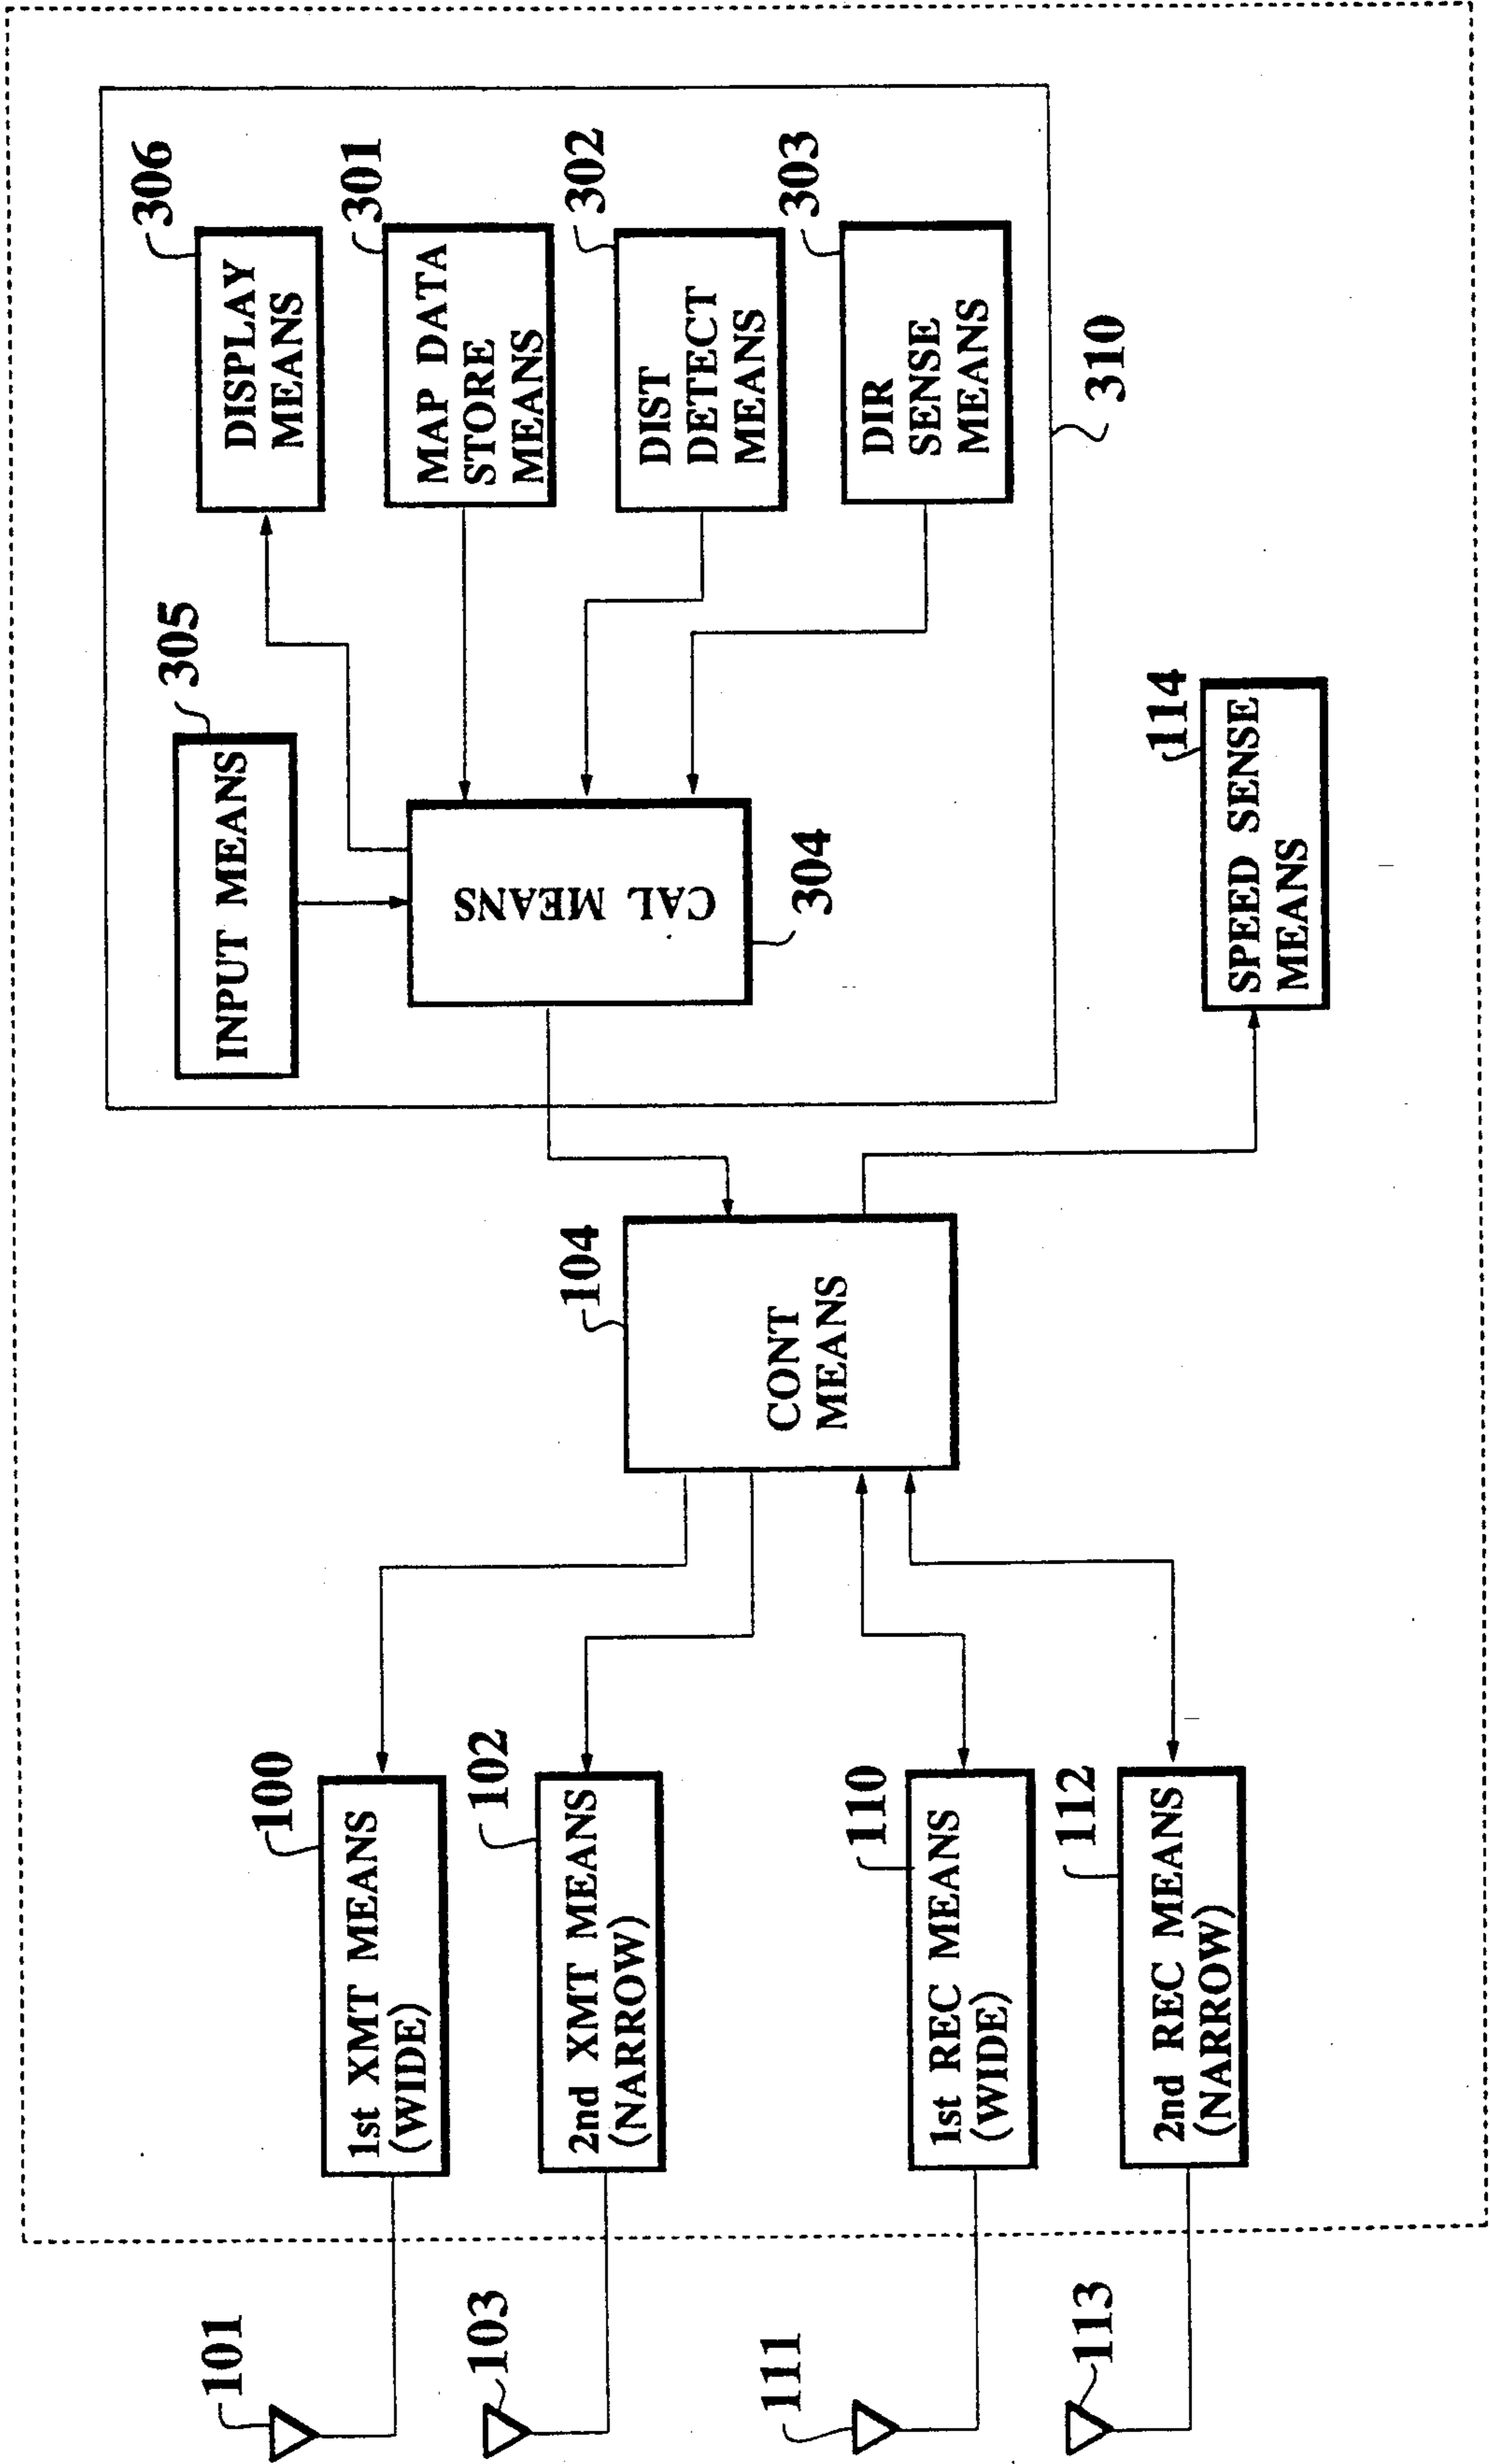 101
103
111
113
100
1st XMT MEANS
(WIDE)
102
2nd XMT MEANS
(NARROW)
110
1st REC MEANS
(WIDE)
112
2nd REC MEANS
(NARROW)
104
CONT
MEANS
305
INPUT MEANS
CAL MEANS
304
306
DISPLAY
MEANS
301
MAP DATA
STORE
MEANS
302
DIST
DETECT
MEANS
303
DIR
SENSE
MEANS
310
114
SPEED SENSE
MEANS